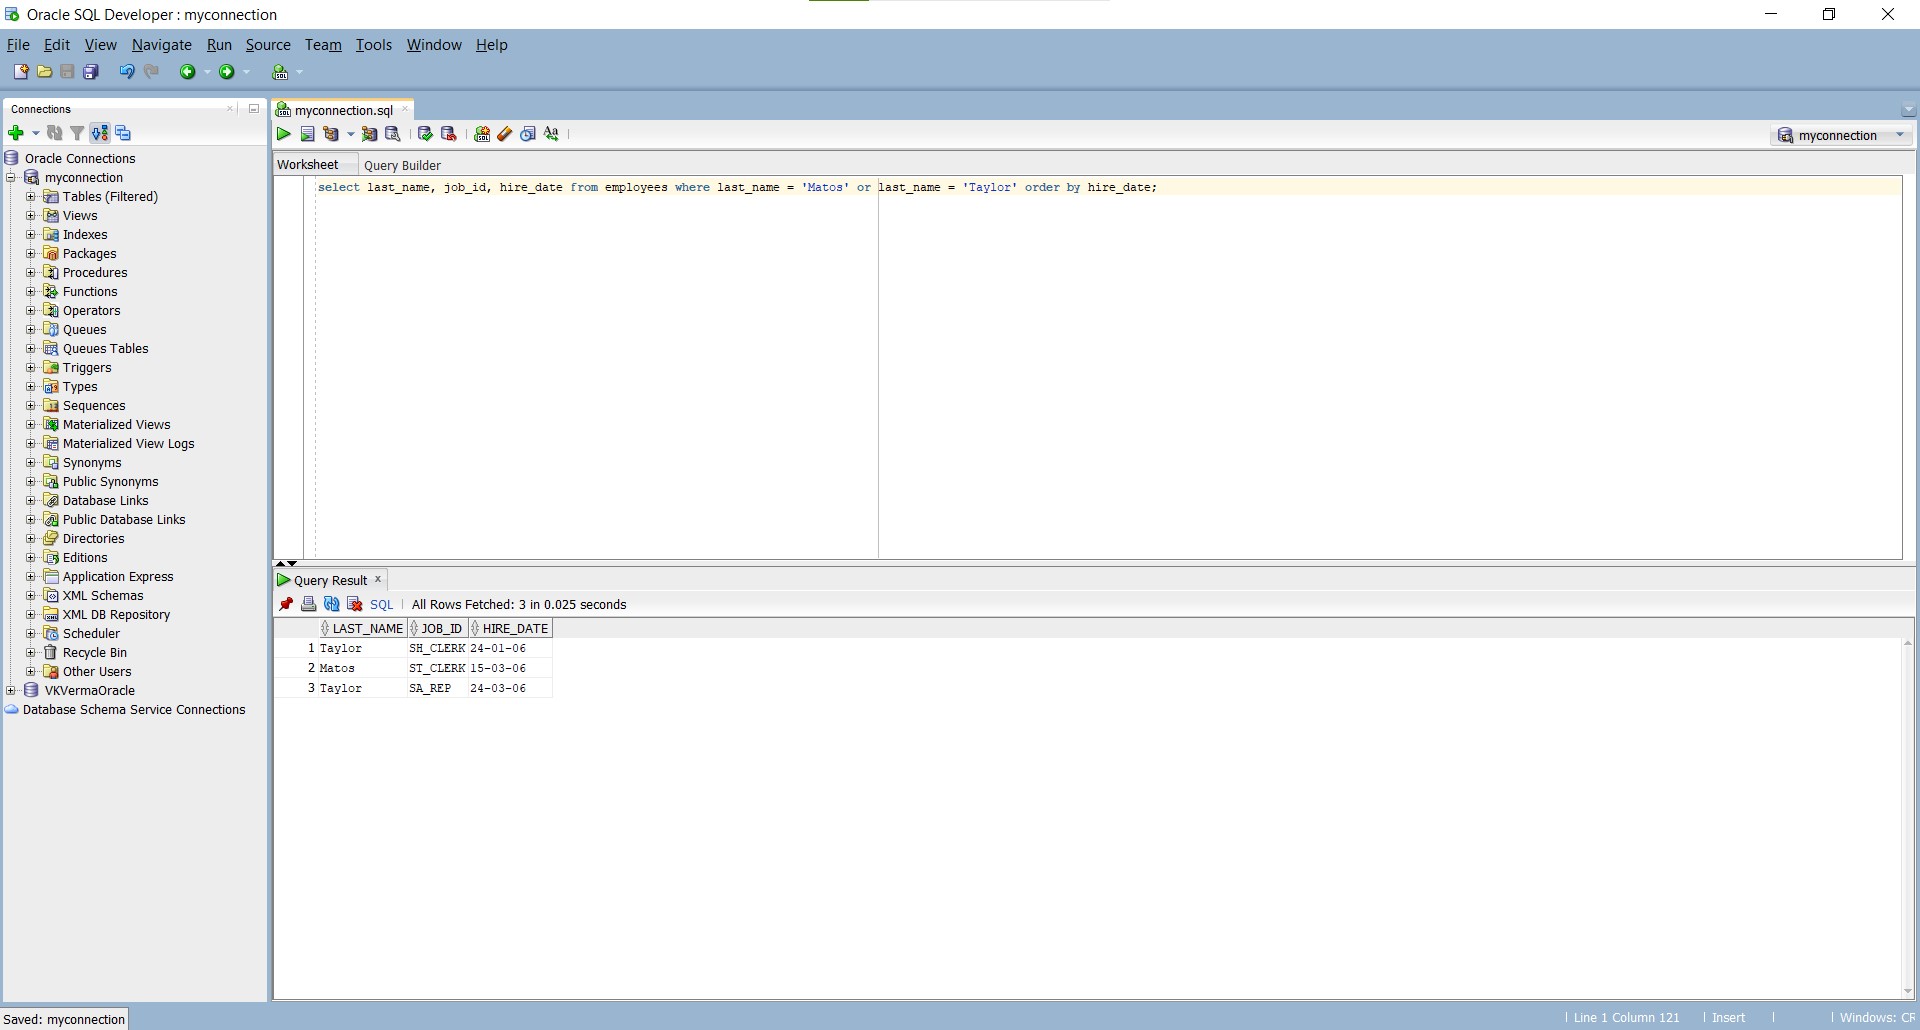 Oracle SQL Developer : myconnection
File Edit View Navigate Run Source Team Tools Window Help
Connections
Oracle Connections
myconnection
Tables (Filtered)
Views
Indexes
Packages
Procedures
Functions
Operators
Queues
Queues Tables
Triggers
Types
Sequences
Materialized Views
Materialized View Logs
Synonyms
Public Synonyms
Database Links
Public Database Links
Directories
Editions
Application Express
XML Schemas
XML DB Repository
Scheduler
Recycle Bin
Other Users
VKVermaOracle
Database Schema Service Connections
myconnection.sql
myconnection
Worksheet Query Builder
select last_name, job_id, hire_date from employees where last_name = 'Matos' or last_name = 'Taylor' order by hire_date;
Query Result
SQL All Rows Fetched: 3 in 0.025 seconds
LAST_NAME JOB_ID HIRE_DATE
1 Taylor SH_CLERK 24-01-06
2 Matos ST_CLERK 15-03-06
3 Taylor SA_REP 24-03-06
Saved: myconnection
Line 1 Column 121 Insert Windows: CR